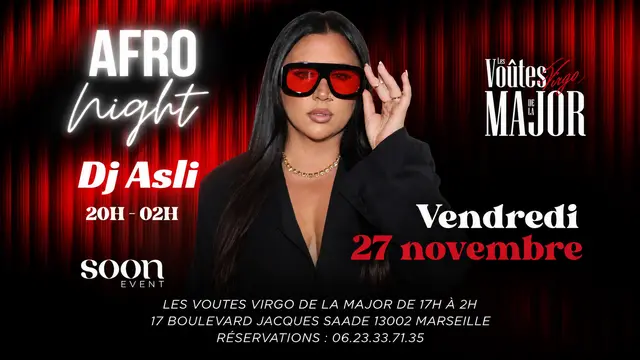 AFRO
Night
Dj Asli
20H - 02H
soon
EVENT
Les
Voûtes Virgo
DE LA
MAJOR
Vendredi
27 novembre
LES VOUTES VIRGO DE LA MAJOR DE 17H À 2H
17 BOULEVARD JACQUES SAADE 13002 MARSEILLE
RÉSERVATIONS : 06.23.33.71.35